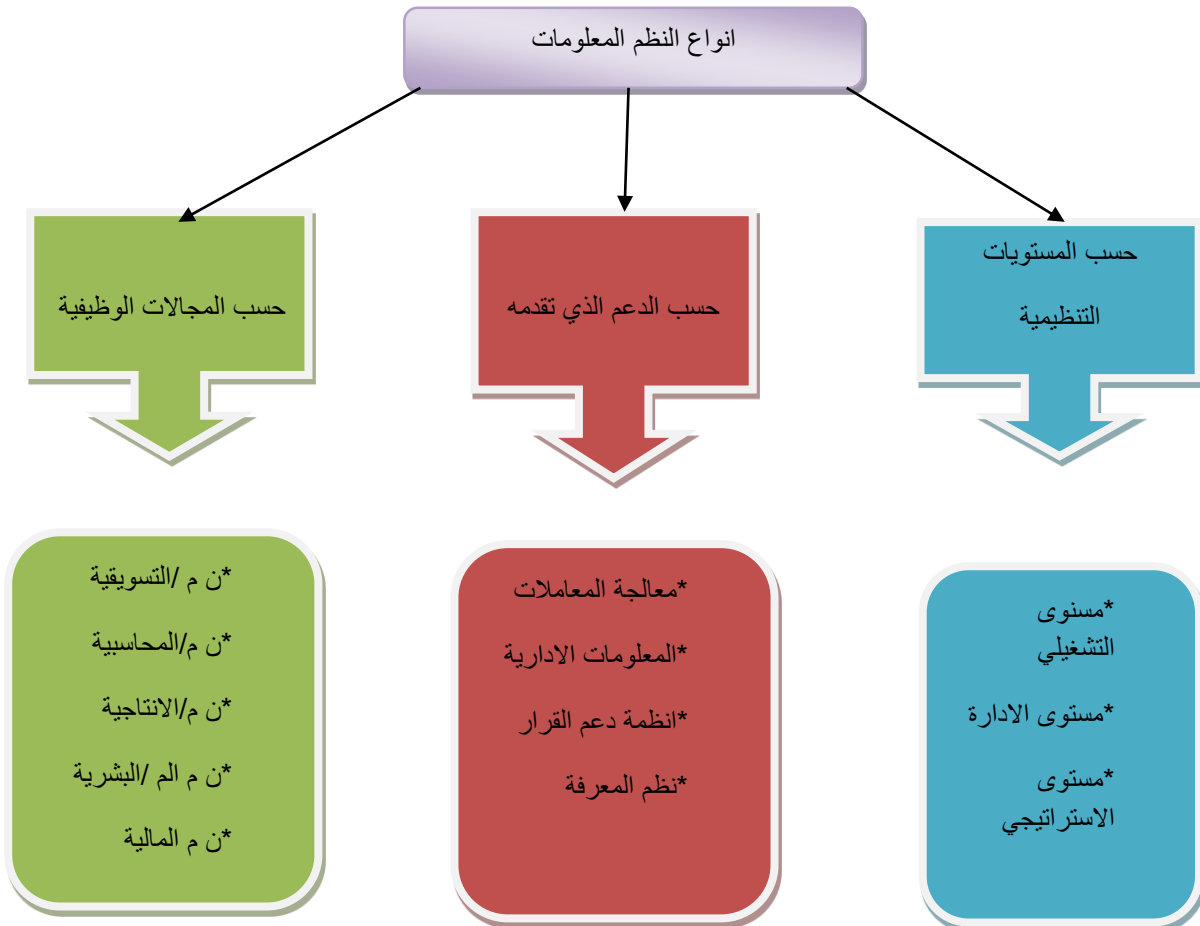 انواع النظم المعلومات
حسب المستويات
التنظيمية
حسب الدعم الذي تقدمه
حسب المجالات الوظيفية
*مسنوى
التشغيلي
*مستوى الادارة
*مستوى
الاستراتيجي
*معالجة المعاملات
*المعلومات الادارية
*انظمة دعم القرار
*نظم المعرفة
*ن م /التسويقية
*ن م/المحاسبية
*ن م/الانتاجية
*ن م الم /البشرية
*ن م المالية